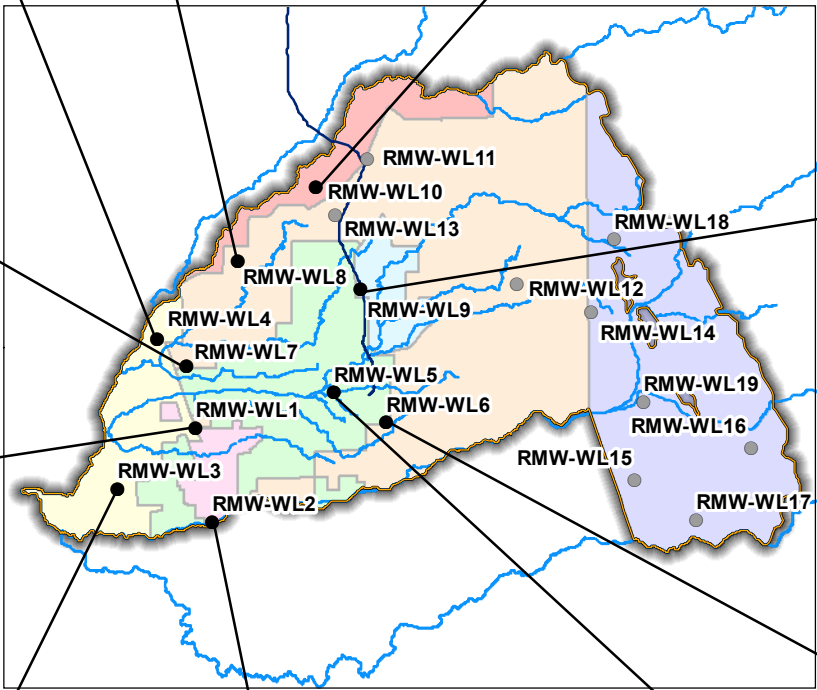 RMW-WL11
RMW-WL10
RMW-WL18
RMW-WL13
RMW-WL8
RMW-WL12
RMW-WL9
RMW-WL4
RMW-WL14
RMW-WL7
RMW-WL5
RMW-WL19
RMW-WL6
RMW-WL1
RMW-WL16
RMW-WL15
RMW-WL3
RMW-WL2
RMW-WL17